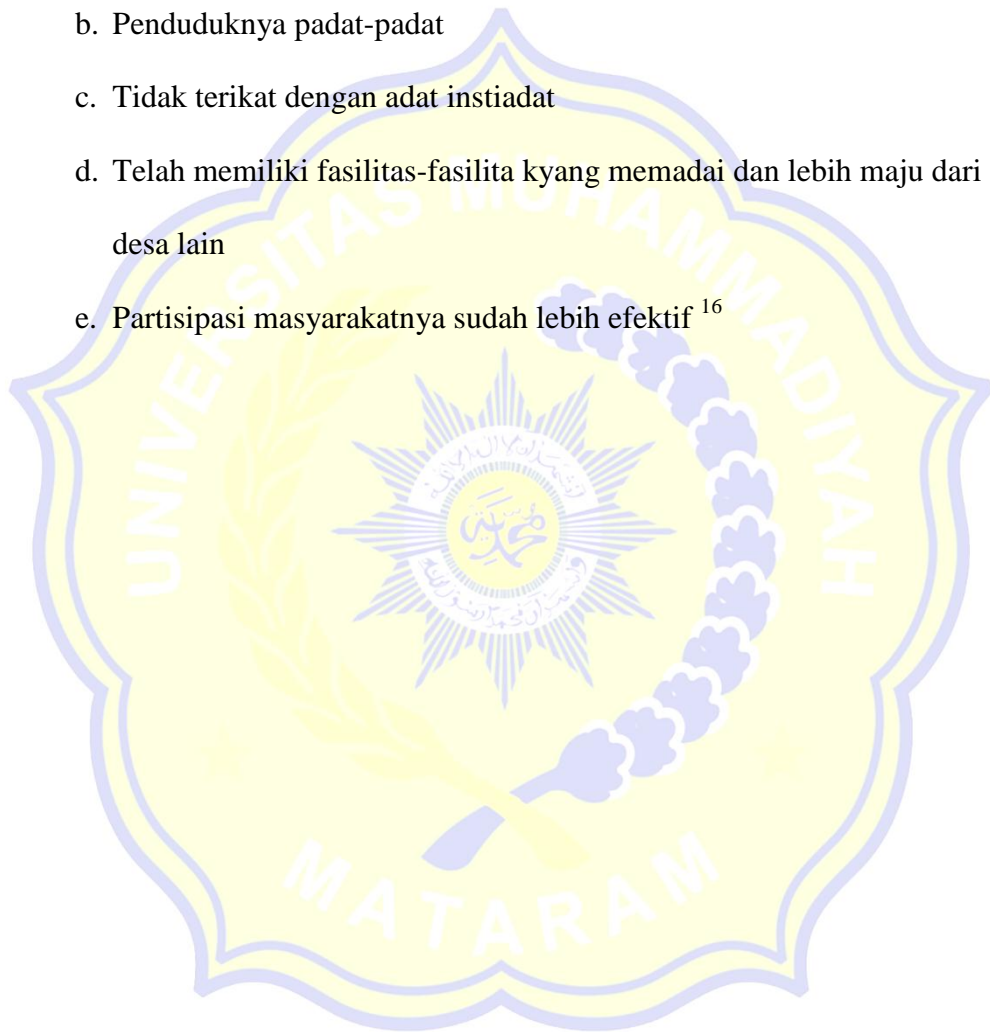 b. Penduduknya padat-padat
c. Tidak terikat dengan adat instiadat
d. Telah memiliki fasilitas-fasilita kyang memadai dan lebih maju dari
desa lain
e. Partisipasi masyarakatnya sudah lebih efektif 16
UNIVERSITAS MUHAMMADIYAH
MATARAM